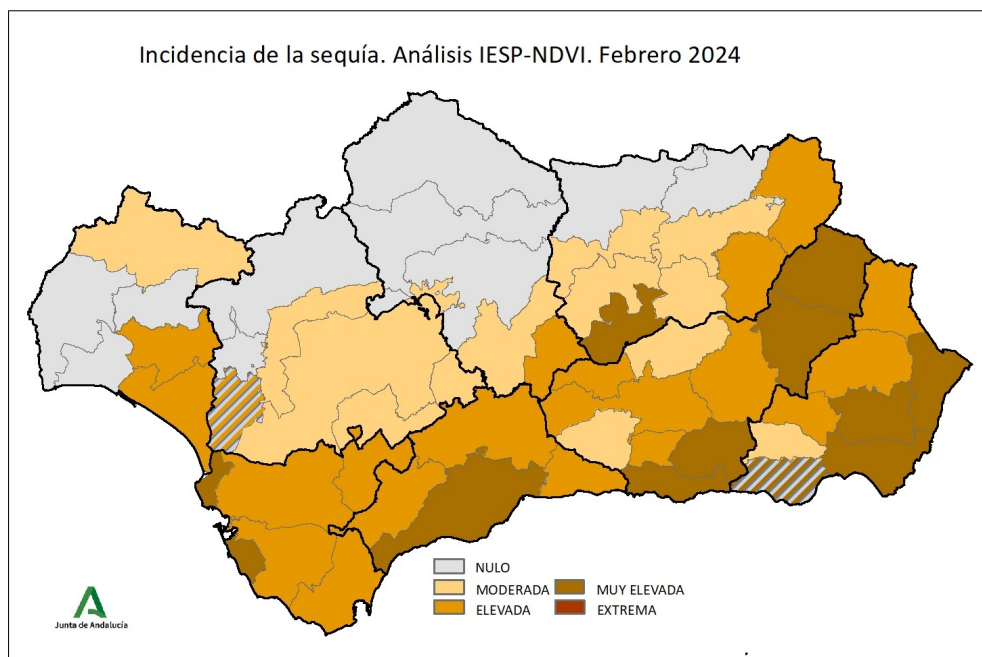 Incidencia de la sequía. Análisis IESP-NDVI. Febrero 2024
NULO
MODERADA
ELEVADA
MUY ELEVADA
EXTREMA
Junta de Andalucía